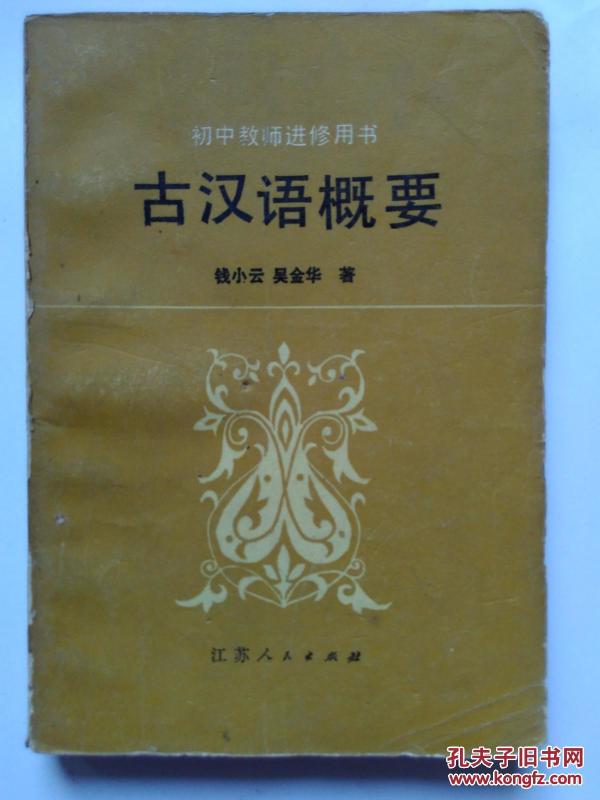 初中教师进修用书
古汉语概要
钱小云 吴金华 著
江苏人民出版社
孔夫子旧书网
www.kongfz.com